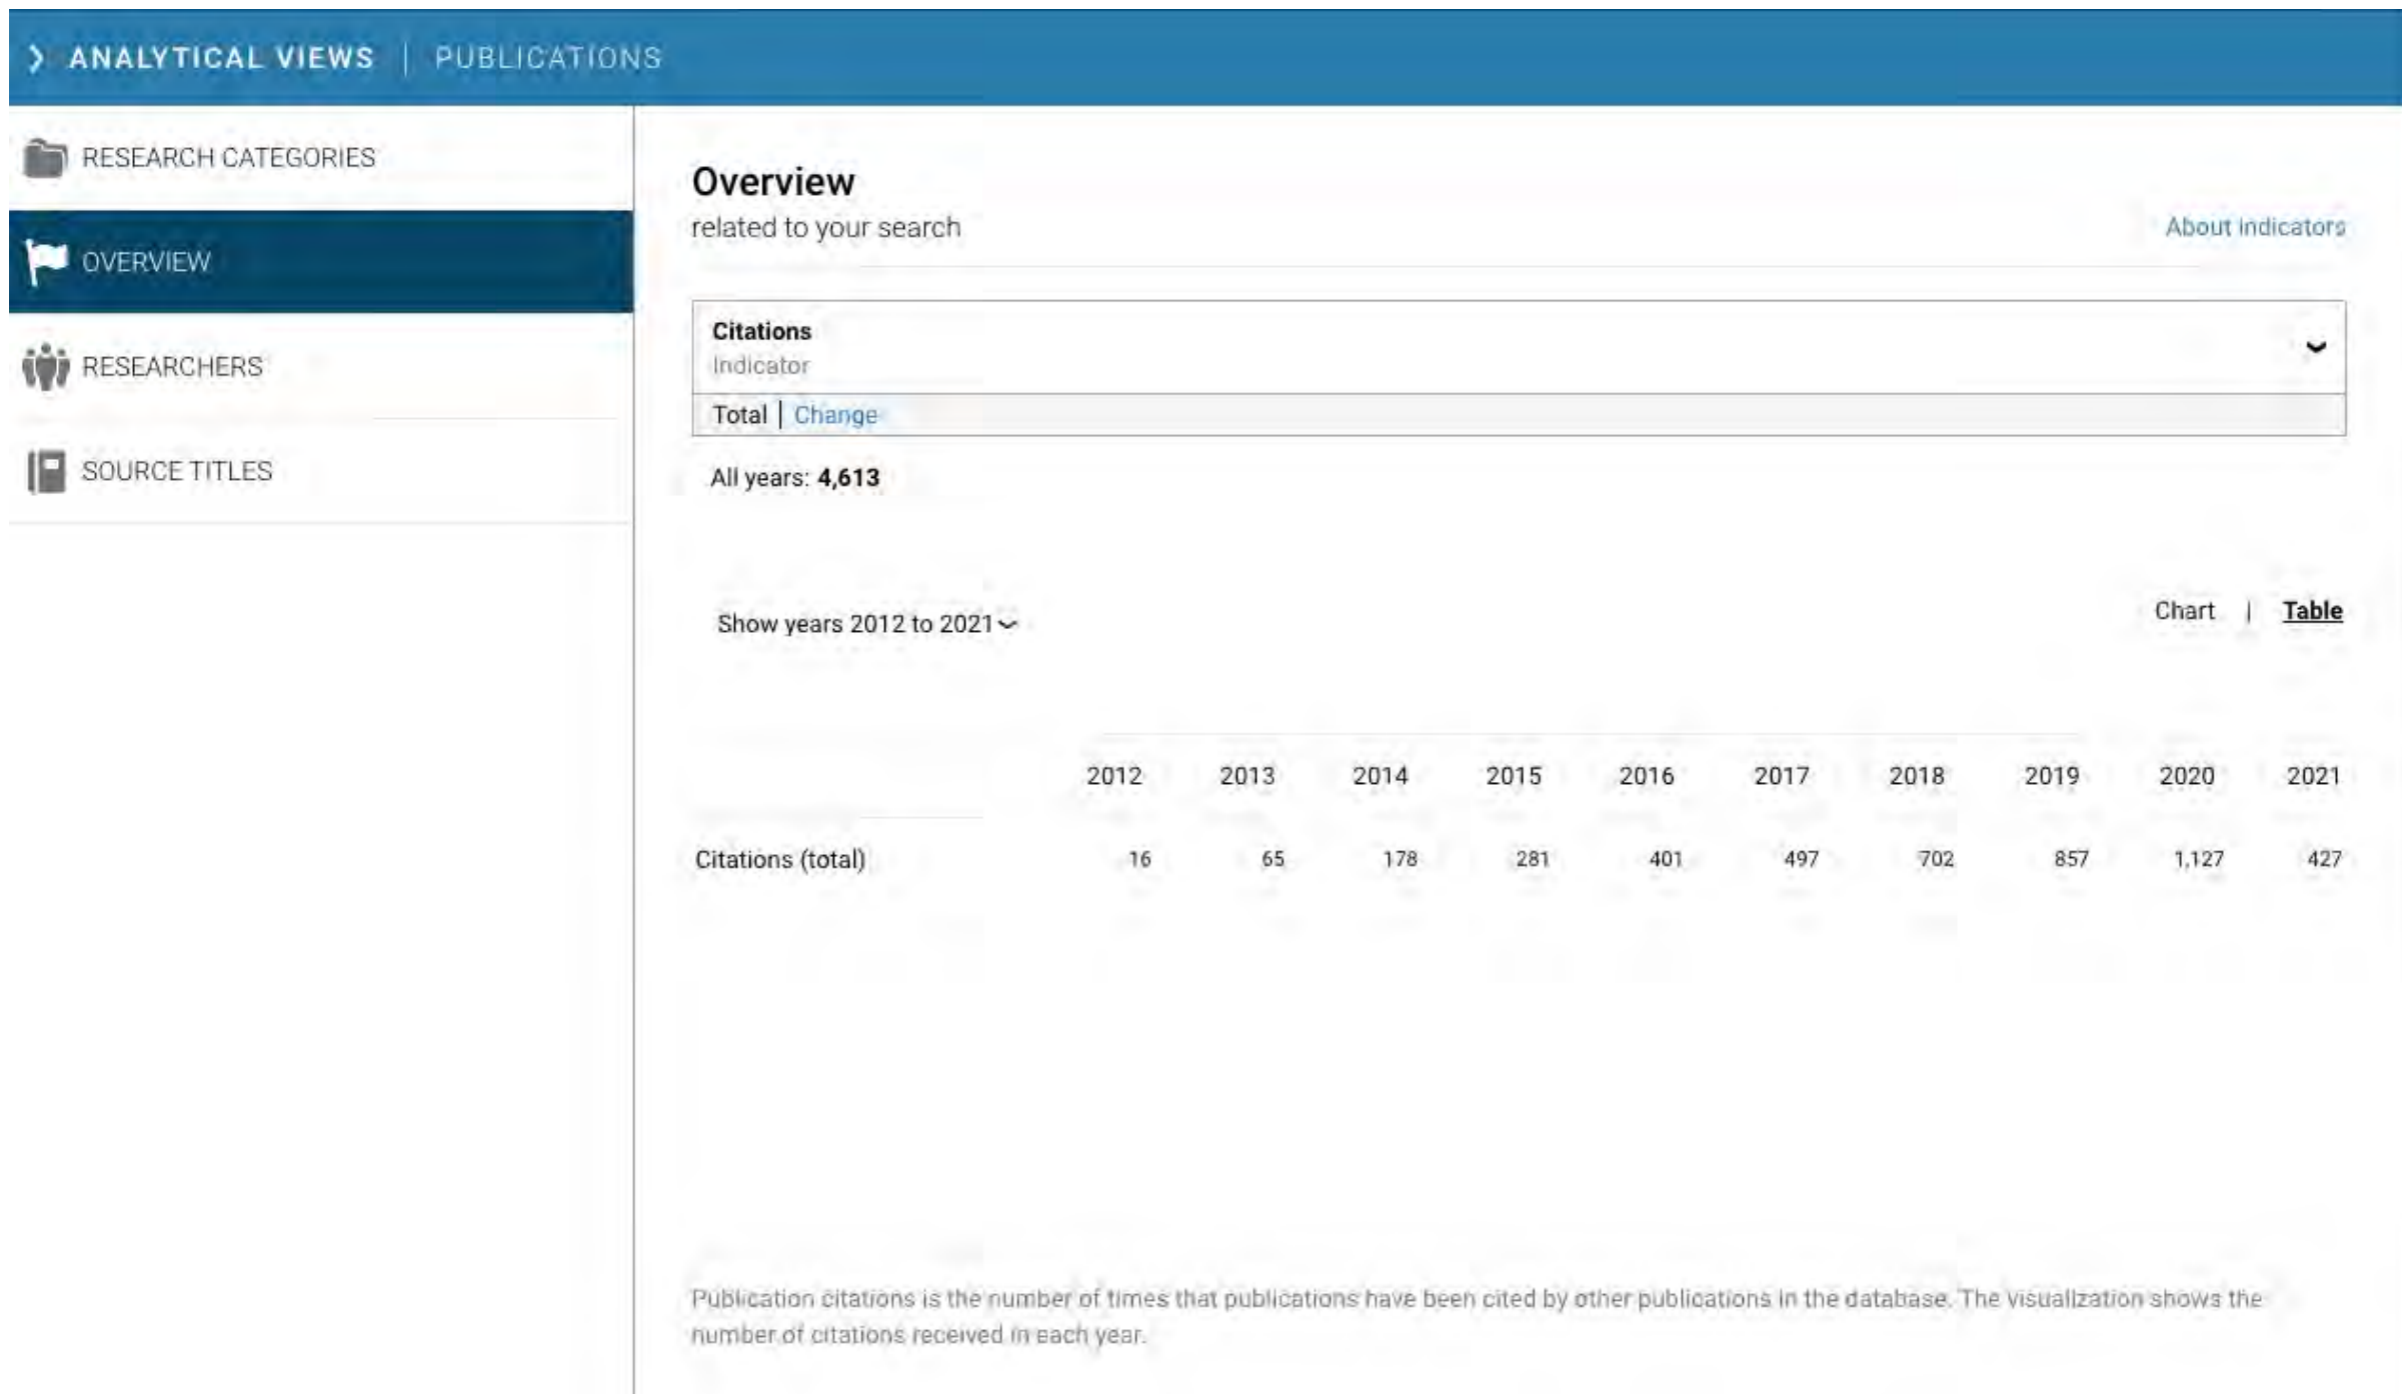 ANALYTICAL VIEWS | PUBLICATIONS
RESEARCH CATEGORIES
OVERVIEW
RESEARCHERS
SOURCE TITLES
Overview
related to your search
About indicators
Citations
Indicator
Total | Change
All years: 4,613
Show years 2012 to 2021
Chart | Table
2012 2013 2014 2015 2016 2017 2018 2019 2020 2021
Citations (total) 16 65 178 281 401 497 702 857 1,127 427
Publication citations is the number of times that publications have been cited by other publications in the database. The visualization shows the
number of citations received in each year.